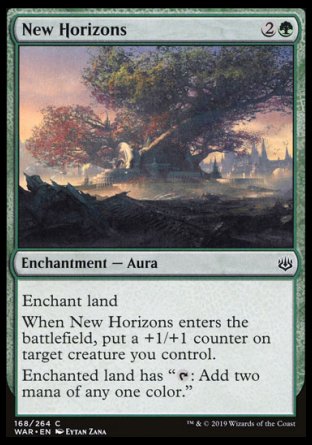 New Horizons 2
Enchantment — Aura
Enchant land
When New Horizons enters the
battlefield, put a +1/+1 counter on
target creature you control.
Enchanted land has “: Add two
mana of any one color.”
168/264 C
WAR • EN Eytan Zana ™ & © 2019 Wizards of the Coast